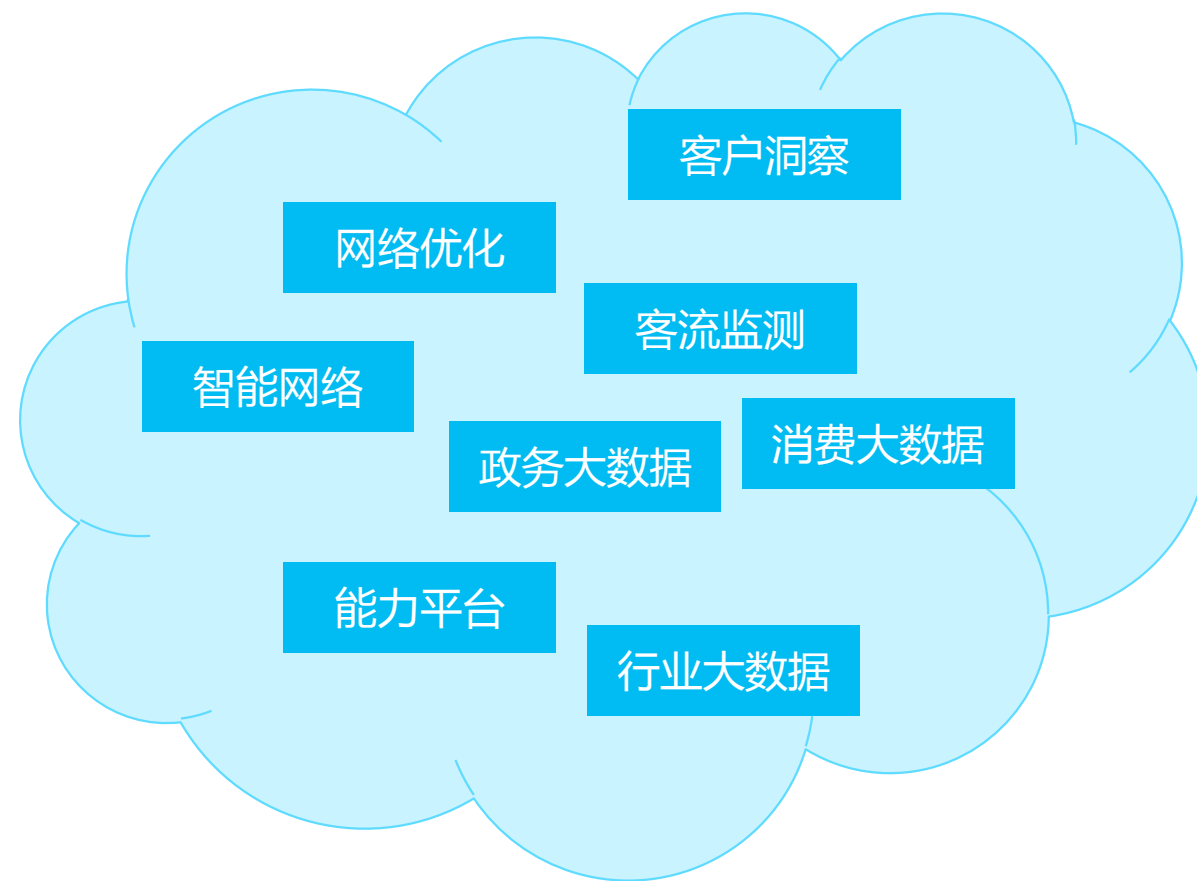 客户洞察
网络优化
客流监测
智能网络
消费大数据
政务大数据
能力平台
行业大数据